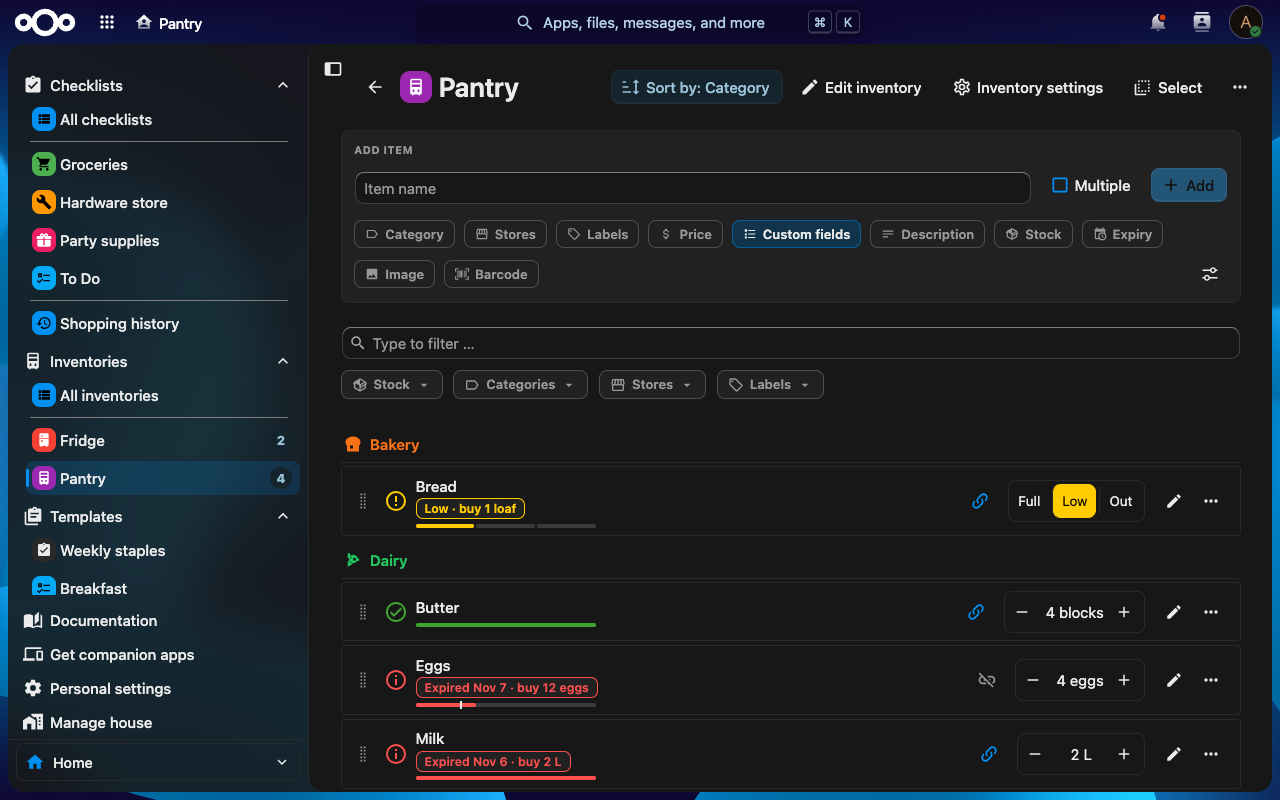 Pantry
Apps, files, messages, and more
⌘ K
A
Checklists
All checklists
Groceries
Hardware store
Party supplies
To Do
Shopping history
Inventories
All inventories
Fridge 2
Pantry 4
Templates
Weekly staples
Breakfast
Documentation
Get companion apps
Personal settings
Manage house
Home
Pantry
Sort by: Category
Edit inventory
Inventory settings
Select
ADD ITEM
Item name
Multiple
+ Add
Category Stores Labels Price Custom fields Description Stock Expiry
Image Barcode
Type to filter ...
Stock Categories Stores Labels
Bakery
Bread
Low · buy 1 loaf
Full Low Out
Dairy
Butter
− 4 blocks +
Eggs
Expired Nov 7 · buy 12 eggs
− 4 eggs +
Milk
Expired Nov 6 · buy 2 L
− 2 L +